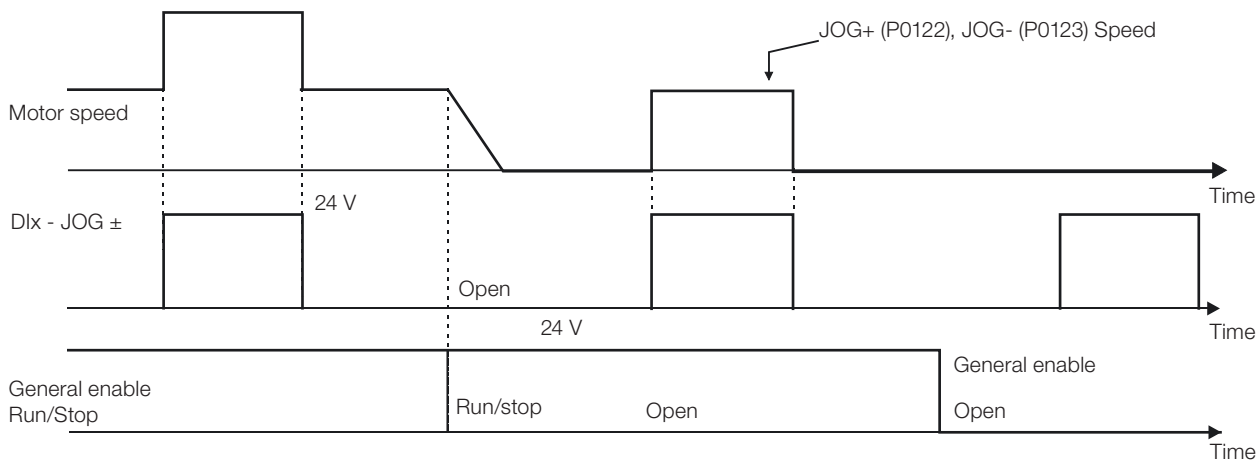 JOG+ (P0122), JOG- (P0123) Speed
Motor speed
Time
24 V
DIx - JOG ±
Open
Time
24 V
General enable
Run/Stop
Run/stop
Open
General enable
Open
Time